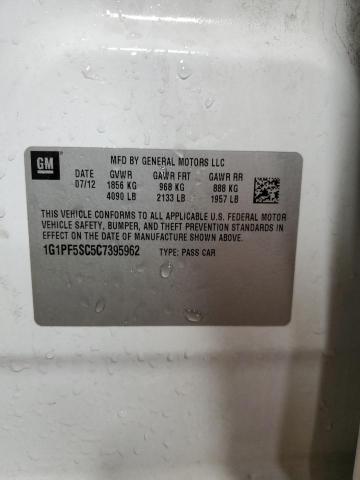 GM
MFD BY GENERAL MOTORS LLC
DATE GVWR GAWR FRT GAWR RR
07/12 1856 KG 968 KG 888 KG
4090 LB 2133 LB 1957 LB
THIS VEHICLE CONFORMS TO ALL APPLICABLE U.S. FEDERAL MOTOR
VEHICLE SAFETY, BUMPER, AND THEFT PREVENTION STANDARDS
IN EFFECT ON THE DATE OF MANUFACTURE SHOWN ABOVE.
1G1PF5SC5C7395962 TYPE: PASS CAR